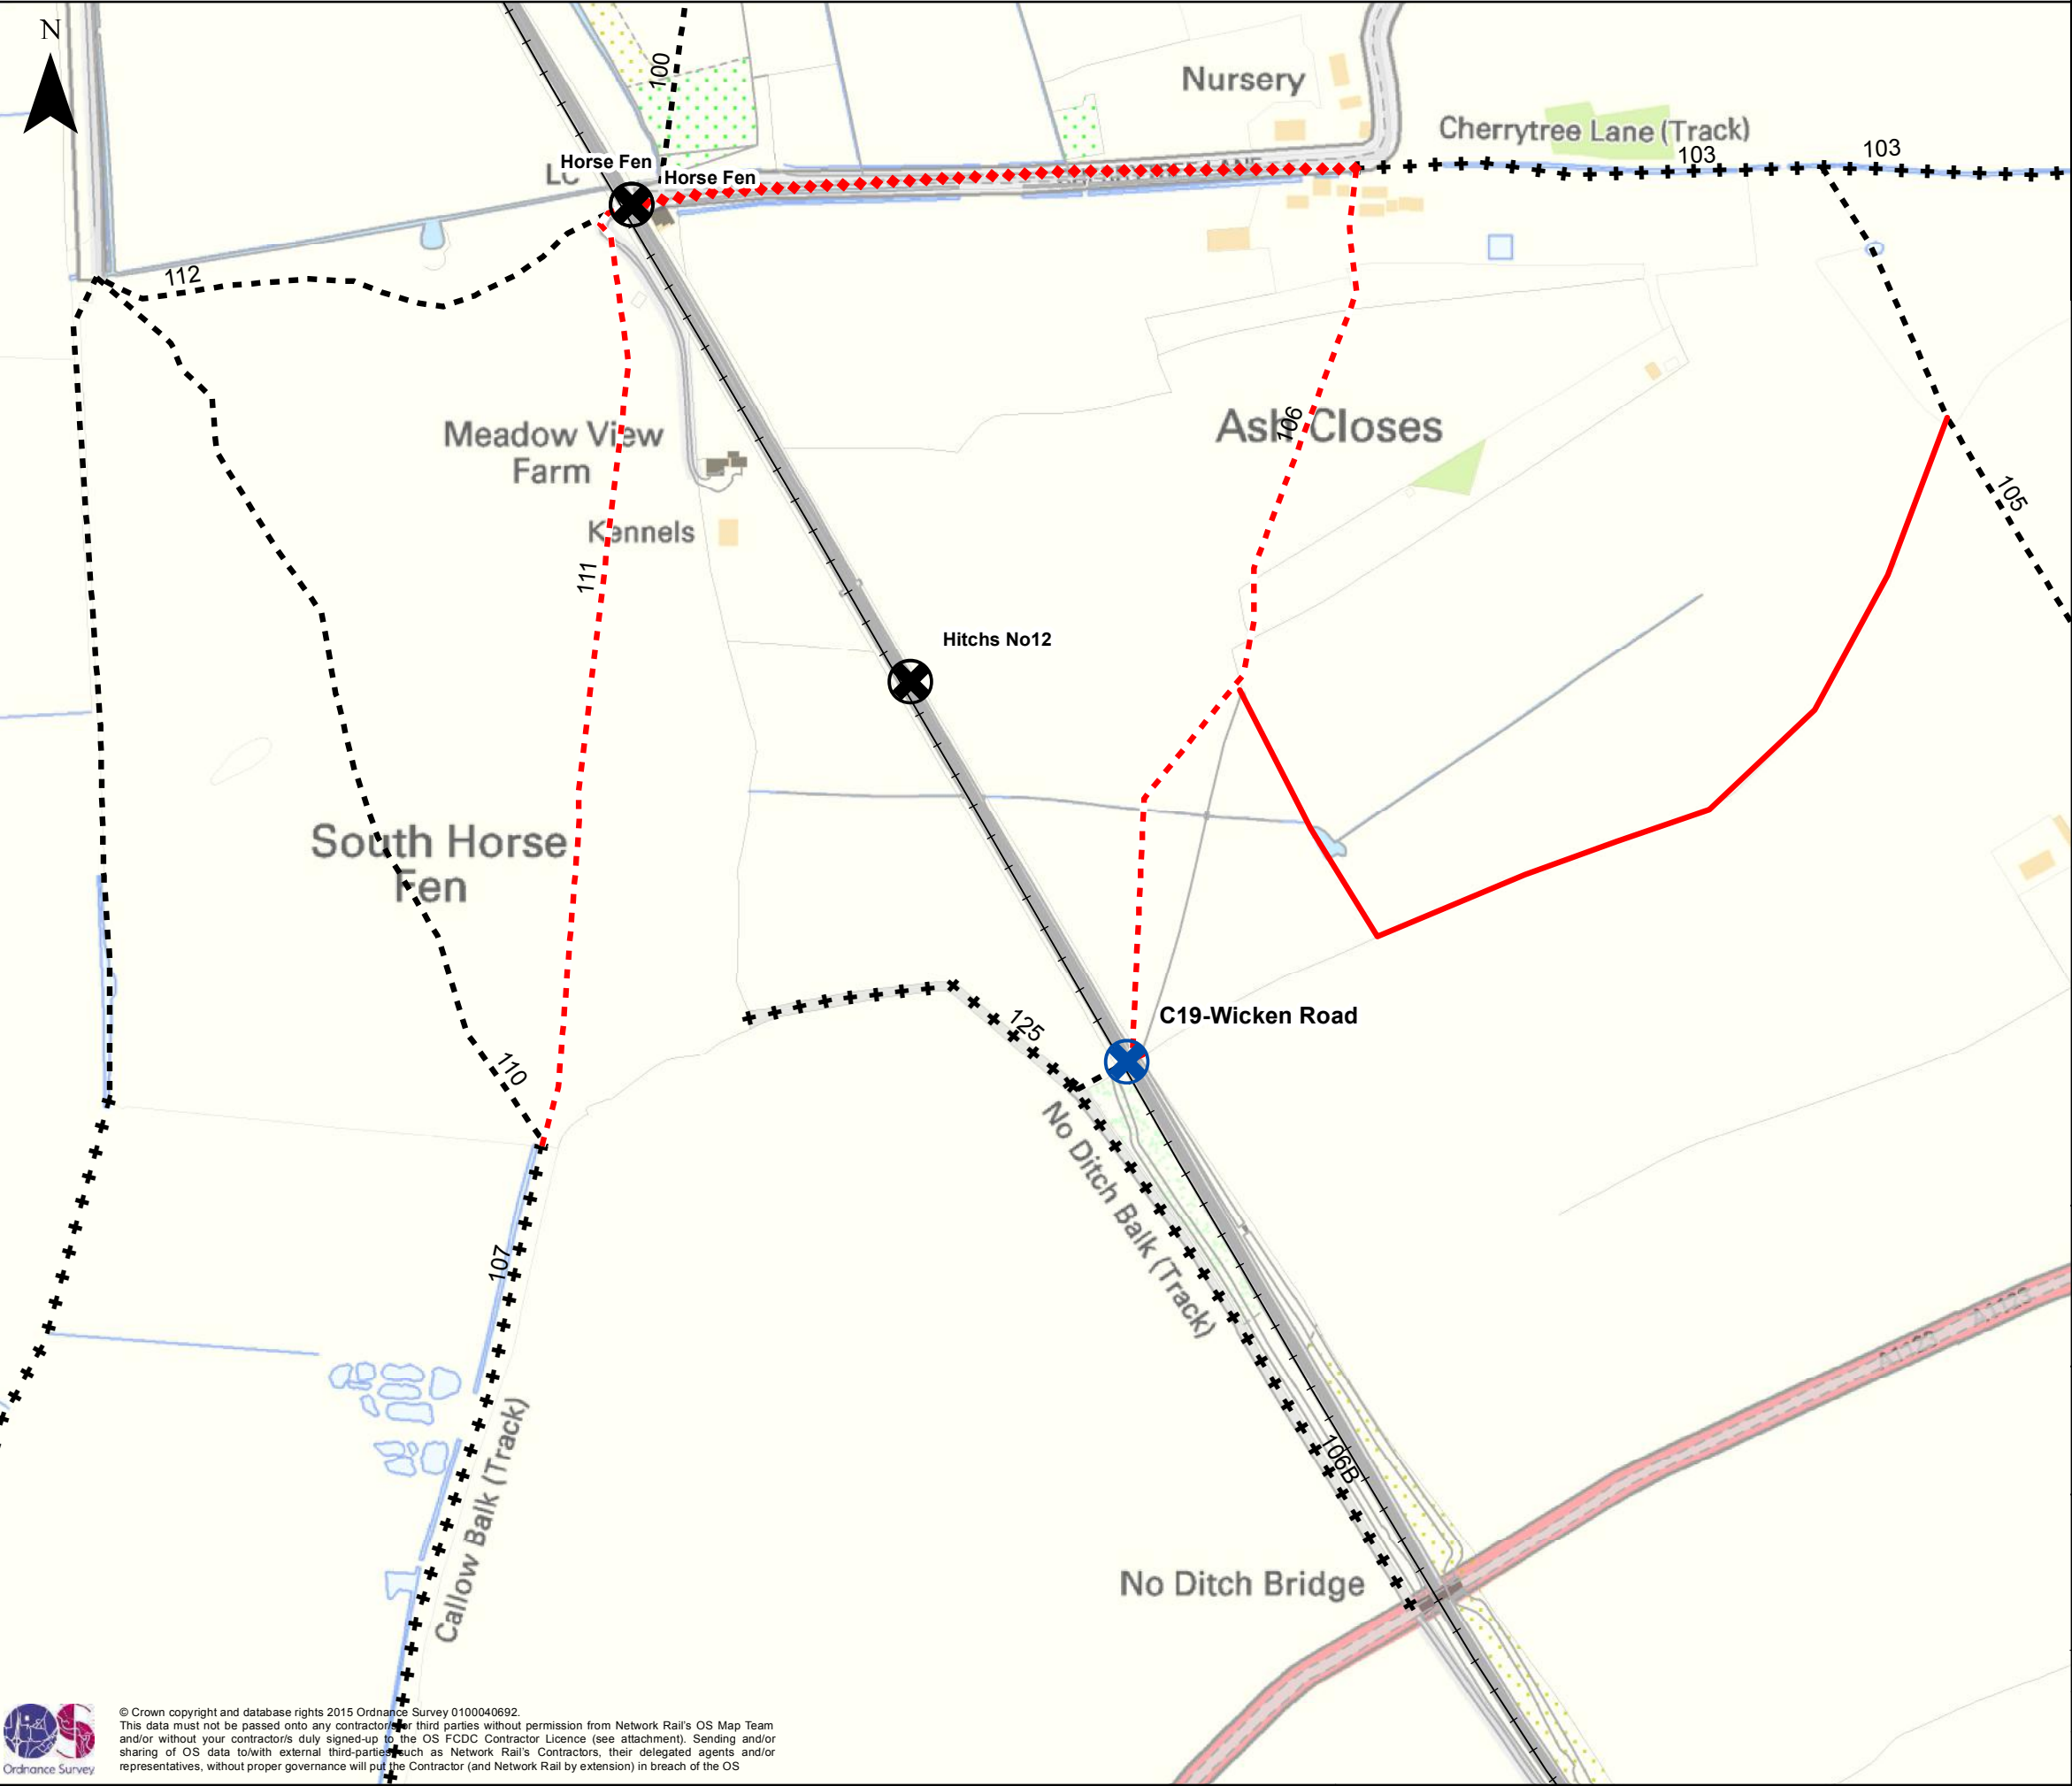 N
100
Nursery
Cherrytree Lane (Track)
103
103
Horse Fen
LC
Horse Fen
LANE
112
106
Ash Closes
Meadow View
Farm
105
Kennels
111
Hitchs No12
South Horse
Fen
C19-Wicken Road
125
110
No Ditch Balk (Track)
107
A1123
A1123
Callow Balk (Track)
106B
No Ditch Bridge
Ordnance Survey
© Crown copyright and database rights 2015 Ordnance Survey 0100040692.
This data must not be passed onto any contractors or third parties without permission from Network Rail's OS Map Team
and/or without your contractor/s duly signed-up to the OS FCDC Contractor Licence (see attachment). Sending and/or
sharing of OS data to/with external third-parties such as Network Rail's Contractors, their delegated agents and/or
representatives, without proper governance will put the Contractor (and Network Rail by extension) in breach of the OS